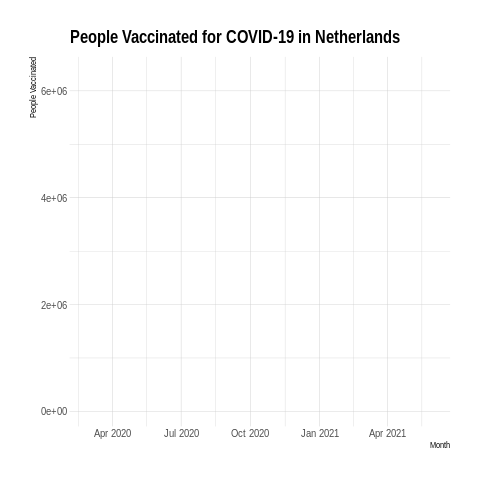 People Vaccinated for COVID-19 in Netherlands
People Vaccinated
6e+06
4e+06
2e+06
0e+00
Apr 2020 Jul 2020 Oct 2020 Jan 2021 Apr 2021
Month